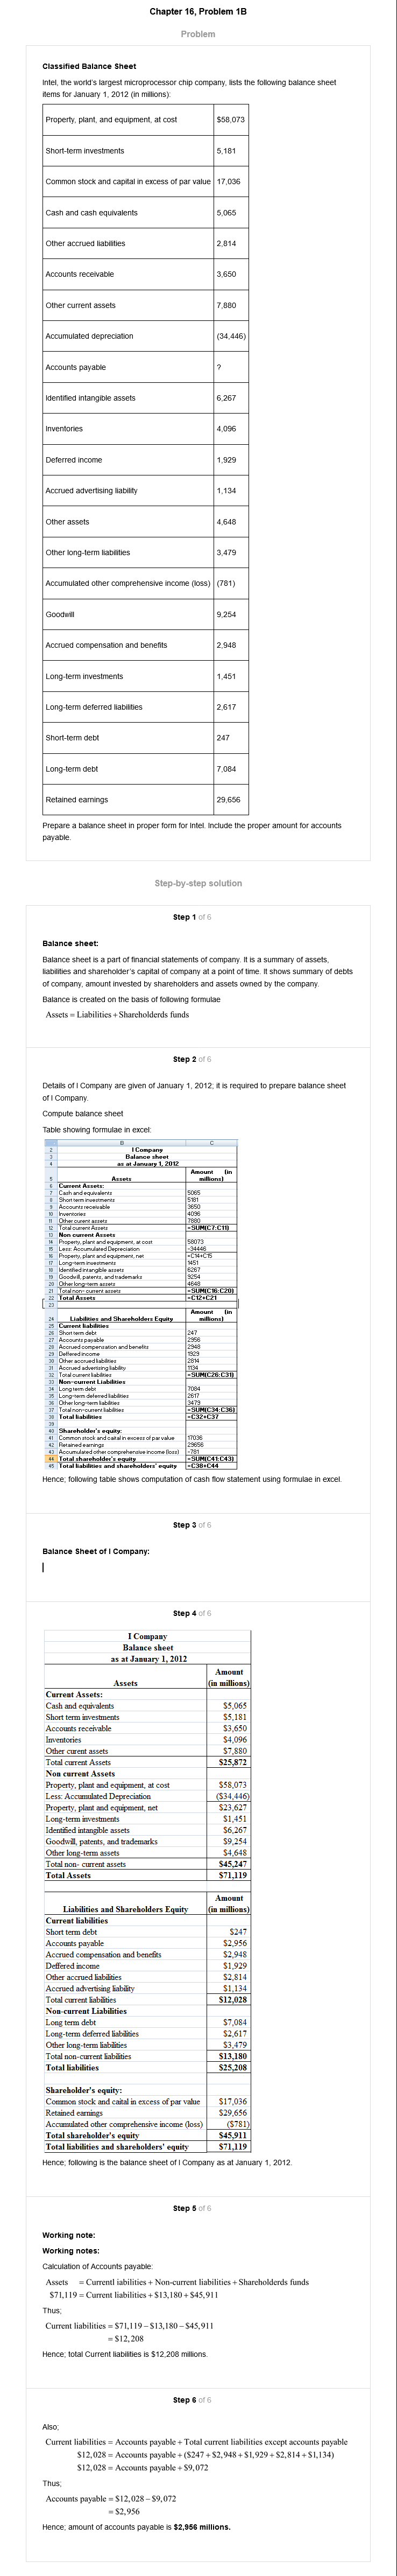 Chapter 16, Problem 1B
Problem
Classified Balance Sheet
Intel, the world's largest microprocessor chip company, lists the following balance sheet
items for January 1, 2012 (in millions):
Property, plant, and equipment, at cost $58,073
Short-term investments 5,181
Common stock and capital in excess of par value 17,036
Cash and cash equivalents 5,065
Other accrued liabilities 2,814
Accounts receivable 3,650
Other current assets 7,880
Accumulated depreciation (34,446)
Accounts payable ?
Identified intangible assets 6,267
Inventories 4,096
Deferred income 1,929
Accrued advertising liability 1,134
Other assets 4,648
Other long-term liabilities 3,479
Accumulated other comprehensive income (loss) (781)
Goodwill 9,254
Accrued compensation and benefits 2,948
Long-term investments 1,451
Long-term deferred liabilities 2,617
Short-term debt 247
Long-term debt 7,084
Retained earnings 29,656
Prepare a balance sheet in proper form for Intel. Include the proper amount for accounts
payable.
Step-by-step solution
Step 1 of 6
Balance sheet:
Balance sheet is a part of financial statements of company. It is a summary of assets,
liabilities and shareholder's capital of company at a point of time. It shows summary of debts
of company, amount invested by shareholders and assets owned by the company.
Balance is created on the basis of following formulae
Assets = Liabilities + Shareholderds funds
Step 2 of 6
Details of I Company are given of January 1, 2012; it is required to prepare balance sheet
of I Company.
Compute balance sheet
Table showing formulae in excel:
B C
2 I Company
3 Balance sheet
4 as at January 1, 2012
5 Assets Amount (in millions)
6 Current Assets:
7 Cash and equivalents 5065
8 Short term investments 5181
9 Accounts receivable 3650
10 Inventories 4096
11 Other curent assets 7880
12 Total current Assets =SUM(C7:C11)
13 Non current Assets
14 Property, plant and equipment, at cost 58073
15 Less: Accumulated Depreciation -34446
16 Property, plant and equipment, net =C14+C15
17 Long-term investments 1451
18 Identified intangible assets 6267
19 Goodwill, patents, and trademarks 9254
20 Other long-term assets 4648
21 Total non- current assets =SUM(C16:C20)
22 Total Assets =C12+C21
23
24 Liabilities and Shareholders Equity Amount (in millions)
25 Current liabilities
26 Short term debt 247
27 Accounts payable 2956
28 Accrued compensation and benefits 2948
29 Deffered income 1929
30 Other accrued liabilities 2814
31 Accrued advertising liability 1134
32 Total current liabilities =SUM(C26:C31)
33 Non-current Liabilities
34 Long term debt 7084
35 Long-term deferred liabilities 2617
36 Other long-term liabilities 3479
37 Total non-current liabilities =SUM(C34:C36)
38 Total liabilities =C32+C37
39
40 Shareholder's equity:
41 Common stock and caital in excess of par value 17036
42 Retained earnings 29656
43 Accumulated other comprehensive income (loss) -781
44 Total shareholder's equity =SUM(C41:C43)
45 Total liabilities and shareholders' equity =C38+C44
Hence; following table shows computation of cash flow statement using formulae in excel.
Step 3 of 6
Balance Sheet of I Company:
Step 4 of 6
I Company
Balance sheet
as at January 1, 2012
Assets Amount (in millions)
Current Assets:
Cash and equivalents $5,065
Short term investments $5,181
Accounts receivable $3,650
Inventories $4,096
Other curent assets $7,880
Total current Assets $25,872
Non current Assets
Property, plant and equipment, at cost $58,073
Less: Accumulated Depreciation ($34,446)
Property, plant and equipment, net $23,627
Long-term investments $1,451
Identified intangible assets $6,267
Goodwill, patents, and trademarks $9,254
Other long-term assets $4,648
Total non- current assets $45,247
Total Assets $71,119
Liabilities and Shareholders Equity Amount (in millions)
Current liabilities
Short term debt $247
Accounts payable $2,956
Accrued compensation and benefits $2,948
Deffered income $1,929
Other accrued liabilities $2,814
Accrued advertising liability $1,134
Total current liabilities $12,028
Non-current Liabilities
Long term debt $7,084
Long-term deferred liabilities $2,617
Other long-term liabilities $3,479
Total non-current liabilities $13,180
Total liabilities $25,208
Shareholder's equity:
Common stock and caital in excess of par value $17,036
Retained earnings $29,656
Accumulated other comprehensive income (loss) ($781)
Total shareholder's equity $45,911
Total liabilities and shareholders' equity $71,119
Hence; following is the balance sheet of I Company as at January 1, 2012.
Step 5 of 6
Working note:
Working notes:
Calculation of Accounts payable:
Assets = Currentl iabilities + Non-current liabilities + Shareholderds funds
$71,119 = Current liabilities + $13,180 + $45,911
Thus;
Current liabilities = $71,119 – $13,180 – $45,911
= $12,208
Hence; total Current liabilities is $12,208 millions.
Step 6 of 6
Also;
Current liabilities = Accounts payable + Total current liabilities except accounts payable
$12,028 = Accounts payable + ($247 + $2,948 + $1,929 + $2,814 + $1,134)
$12,028 = Accounts payable + $9,072
Thus;
Accounts payable = $12,028 – $9,072
= $2,956
Hence; amount of accounts payable is $2,956 millions.